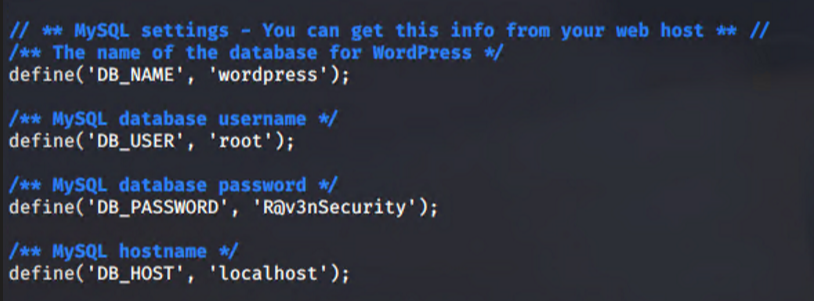 // ** MySQL settings - You can get this info from your web host ** //
/** The name of the database for WordPress */
define('DB_NAME', 'wordpress');
/** MySQL database username */
define('DB_USER', 'root');
/** MySQL database password */
define('DB_PASSWORD', 'R@v3nSecurity');
/** MySQL hostname */
define('DB_HOST', 'localhost');